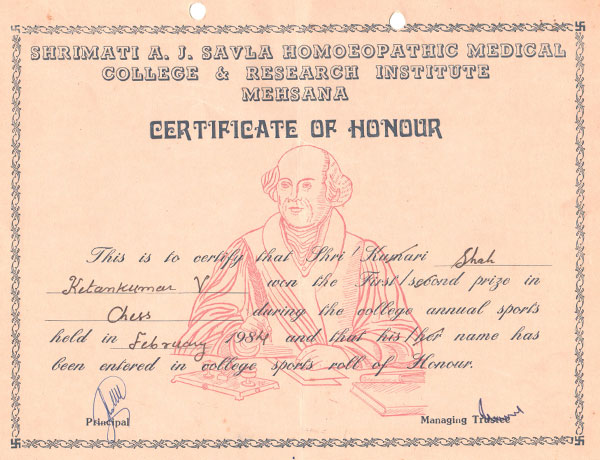 SHRIMATI A. J. SAVLA HOMOEOPATHIC MEDICAL
COLLEGE & RESEARCH INSTITUTE
MEHSANA
CERTIFICATE OF HONOUR
This is to certify that Shri/Kumari Shah
Ketankumar V won the First/second prize in
Chess during the college annual sports
held in February 1984 and that his/her name has
been entered in college sports roll of Honour.
Principal Managing Trustee